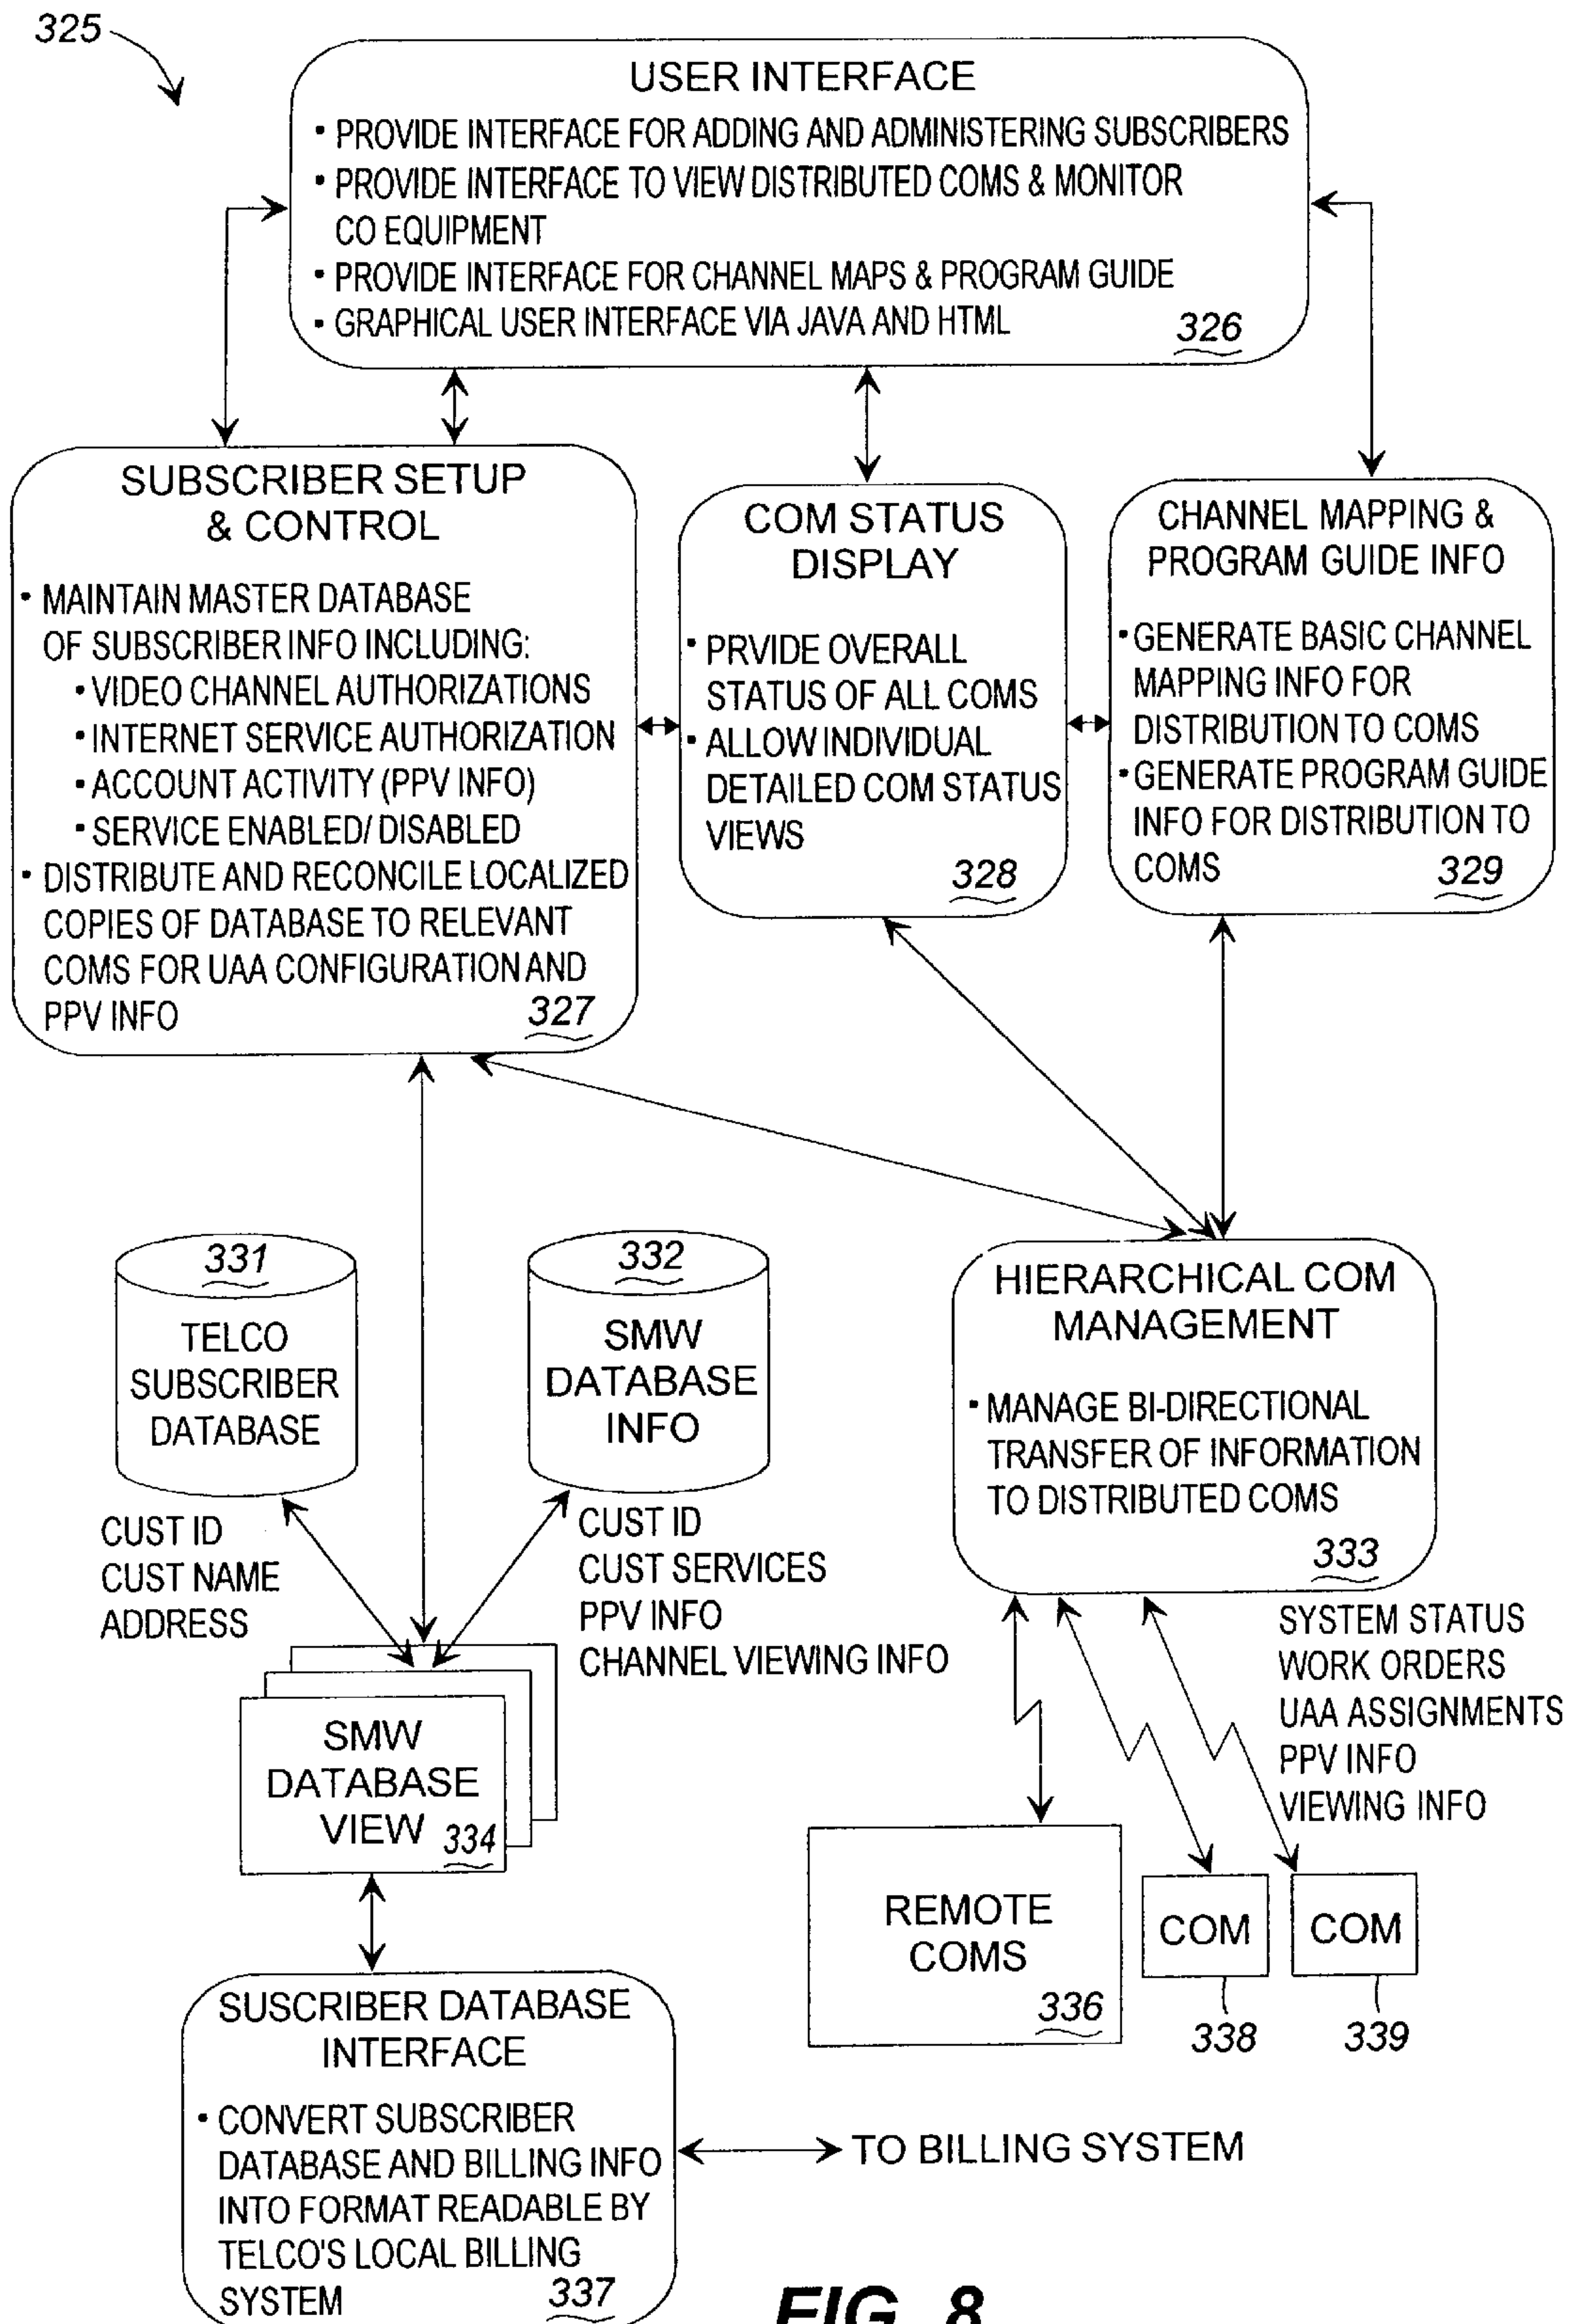 325
USER INTERFACE
· PROVIDE INTERFACE FOR ADDING AND ADMINISTERING SUBSCRIBERS
· PROVIDE INTERFACE TO VIEW DISTRIBUTED COMS & MONITOR
CO EQUIPMENT
· PROVIDE INTERFACE FOR CHANNEL MAPS & PROGRAM GUIDE
· GRAPHICAL USER INTERFACE VIA JAVA AND HTML
326
SUBSCRIBER SETUP
& CONTROL
· MAINTAIN MASTER DATABASE
OF SUBSCRIBER INFO INCLUDING:
· VIDEO CHANNEL AUTHORIZATIONS
· INTERNET SERVICE AUTHORIZATION
· ACCOUNT ACTIVITY (PPV INFO)
· SERVICE ENABLED/ DISABLED
· DISTRIBUTE AND RECONCILE LOCALIZED
COPIES OF DATABASE TO RELEVANT
COMS FOR UAA CONFIGURATION AND
PPV INFO
327
COM STATUS
DISPLAY
· PRVIDE OVERALL
STATUS OF ALL COMS
· ALLOW INDIVIDUAL
DETAILED COM STATUS
VIEWS
328
CHANNEL MAPPING &
PROGRAM GUIDE INFO
· GENERATE BASIC CHANNEL
MAPPING INFO FOR
DISTRIBUTION TO COMS
· GENERATE PROGRAM GUIDE
INFO FOR DISTRIBUTION TO
COMS
329
331
TELCO
SUBSCRIBER
DATABASE
332
SMW
DATABASE
INFO
HIERARCHICAL COM
MANAGEMENT
· MANAGE BI-DIRECTIONAL
TRANSFER OF INFORMATION
TO DISTRIBUTED COMS
333
CUST ID
CUST NAME
ADDRESS
CUST ID
CUST SERVICES
PPV INFO
CHANNEL VIEWING INFO
SYSTEM STATUS
WORK ORDERS
UAA ASSIGNMENTS
PPV INFO
VIEWING INFO
SMW
DATABASE
VIEW
334
REMOTE
COMS
336
COM
338
COM
339
SUSCRIBER DATABASE
INTERFACE
· CONVERT SUBSCRIBER
DATABASE AND BILLING INFO
INTO FORMAT READABLE BY
TELCO'S LOCAL BILLING
SYSTEM
337
TO BILLING SYSTEM
FIG. 8